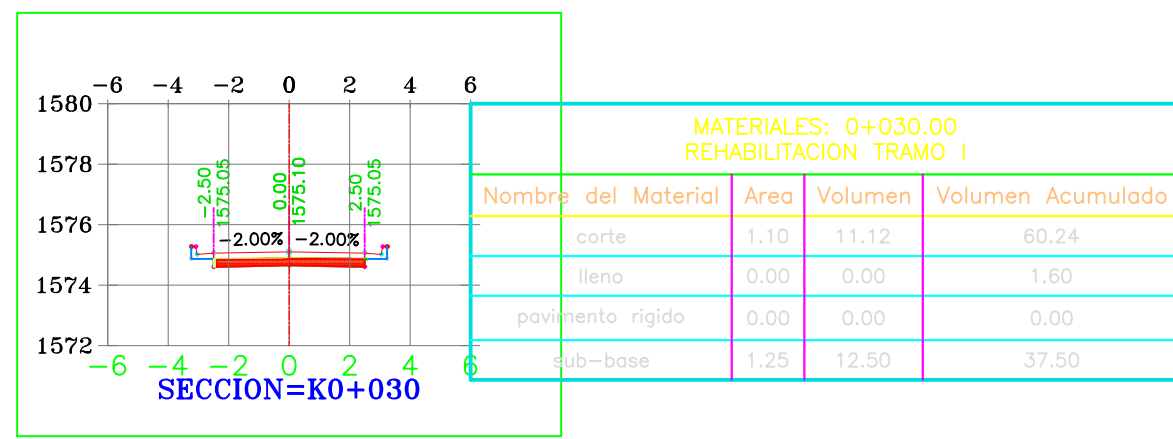 -6 -4 -2 0 2 4 6
1580
1578
1576
1574
1572
-2.50
1575.05
0.00
1575.10
2.50
1575.05
-2.00% -2.00%
-6 -4 -2 0 2 4 6
SECCION=K0+030
MATERIALES: 0+030.00
REHABILITACION TRAMO I
Nombre del Material Area Volumen Volumen Acumulado
corte 1.10 11.12 60.24
lleno 0.00 0.00 1.60
pavimento rigido 0.00 0.00 0.00
sub-base 1.25 12.50 37.50